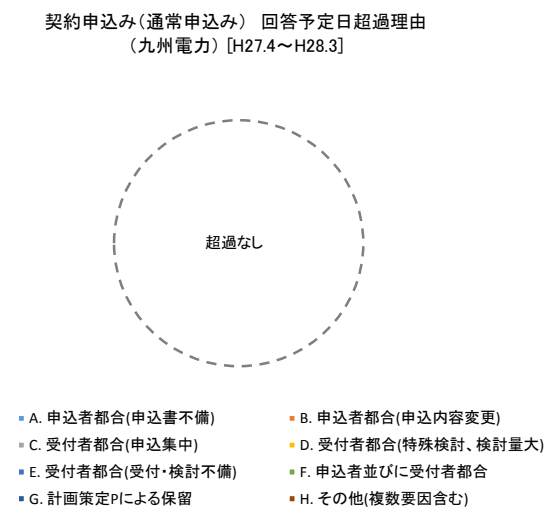 契約申込み(通常申込み) 回答予定日超過理由
(九州電力) [H27.4～H28.3]
超過なし
A. 申込者都合(申込書不備)
B. 申込者都合(申込内容変更)
C. 受付者都合(申込集中)
D. 受付者都合(特殊検討、検討量大)
E. 受付者都合(受付・検討不備)
F. 申込者並びに受付者都合
G. 計画策定Pによる保留
H. その他(複数要因含む)